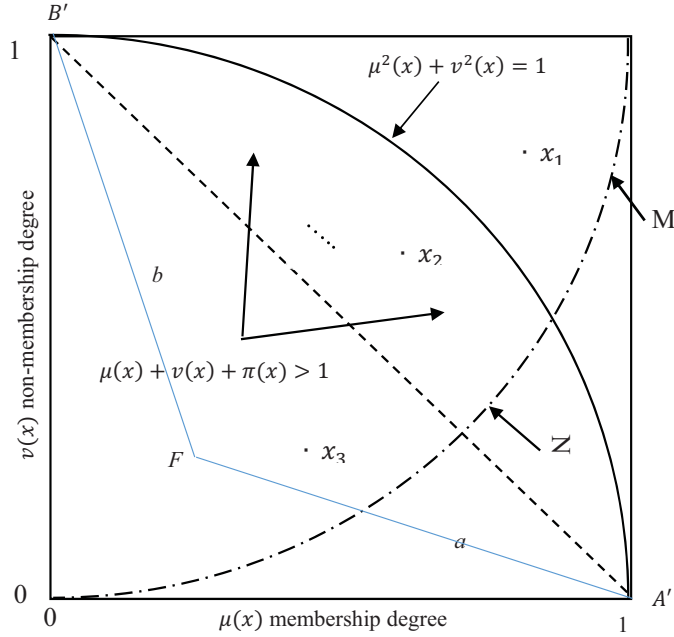 B′
1
μ²(x) + v²(x) = 1
x₁
M
x₂
b
v(x) non-membership degree
μ(x) + v(x) + π(x) > 1
N
x₃
F
a
0
A′
0
μ(x) membership degree
1